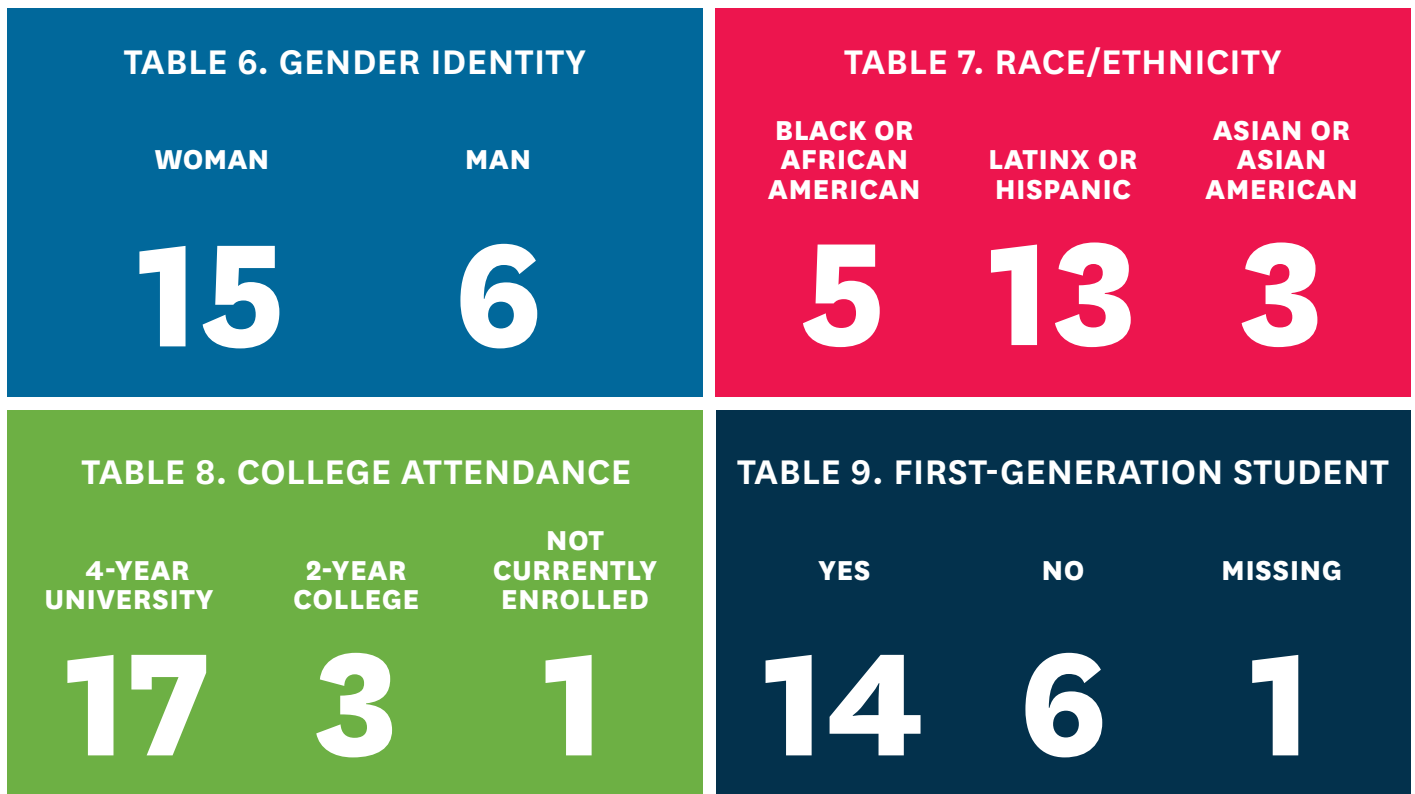 TABLE 6. GENDER IDENTITY
WOMAN
MAN
15
6
TABLE 7. RACE/ETHNICITY
BLACK OR
AFRICAN
AMERICAN
LATINX OR
HISPANIC
ASIAN OR
ASIAN
AMERICAN
5
13
3
TABLE 8. COLLEGE ATTENDANCE
4-YEAR
UNIVERSITY
2-YEAR
COLLEGE
NOT
CURRENTLY
ENROLLED
17
3
1
TABLE 9. FIRST-GENERATION STUDENT
YES
NO
MISSING
14
6
1